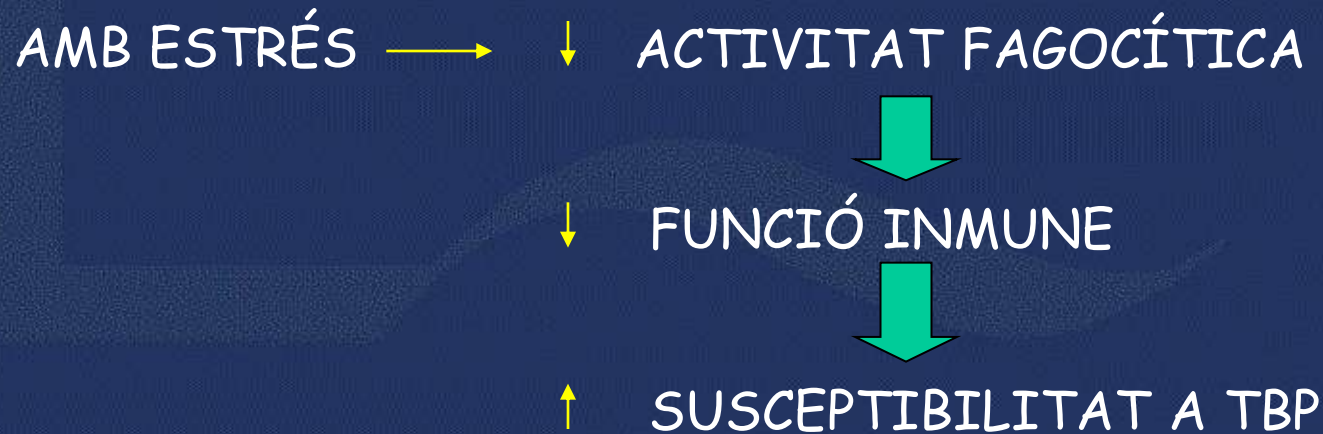 AMB ESTRÉS → ↓ ACTIVITAT FAGOCÍTICA
↓ FUNCIÓ INMUNE
↑ SUSCEPTIBILITAT A TBP